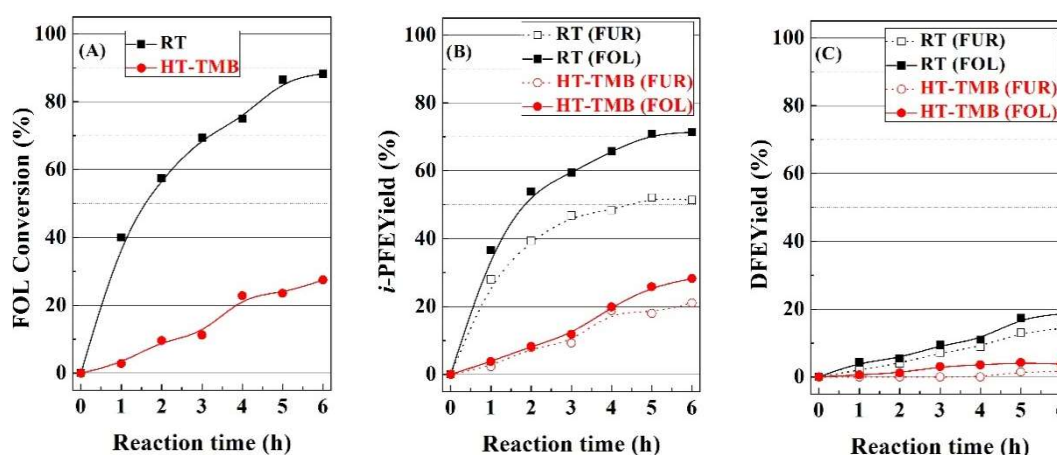 (A)
RT
HT-TMB
100
80
60
40
20
0
FOL Conversion (%)
0 1 2 3 4 5 6
Reaction time (h)
(B)
RT (FUR)
RT (FOL)
HT-TMB (FUR)
HT-TMB (FOL)
100
80
60
40
20
0
i-PFEYield (%)
0 1 2 3 4 5 6
Reaction time (h)
(C)
RT (FUR)
RT (FOL)
HT-TMB (FUR)
HT-TMB (FOL)
100
80
60
40
20
0
DFEYield (%)
0 1 2 3 4 5 6
Reaction time (h)